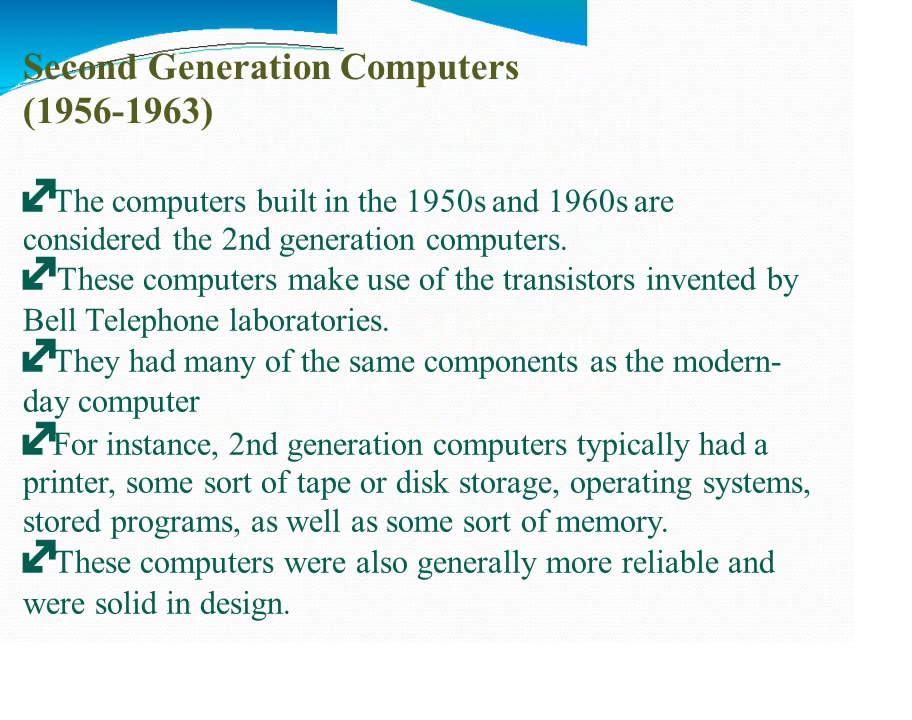 Second Generation Computers
(1956-1963)
The computers built in the 1950s and 1960s are
considered the 2nd generation computers.
These computers make use of the transistors invented by
Bell Telephone laboratories.
They had many of the same components as the modern-
day computer
For instance, 2nd generation computers typically had a
printer, some sort of tape or disk storage, operating systems,
stored programs, as well as some sort of memory.
These computers were also generally more reliable and
were solid in design.